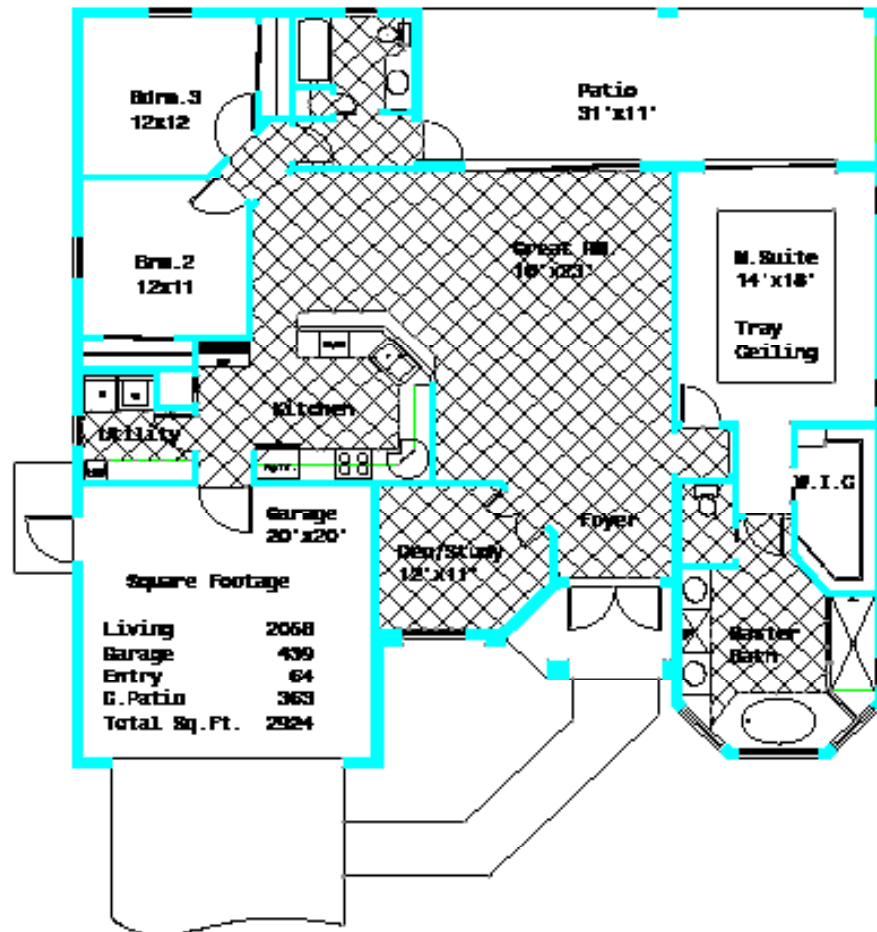 Bdrm.3
12x12
Patio
31'x11'
Brm.2
12x11
Great RM.
M.Suite
14'x18'
Tray
Ceiling
Kitchen
Utility
W.I.C
Garage
20'x20'
Foyer
Den/Study
12'x11"
Square Footage
Living 2058
Garage 439
Entry 64
C.Patio 363
Total Sq.Ft. 2924
Master
Bath